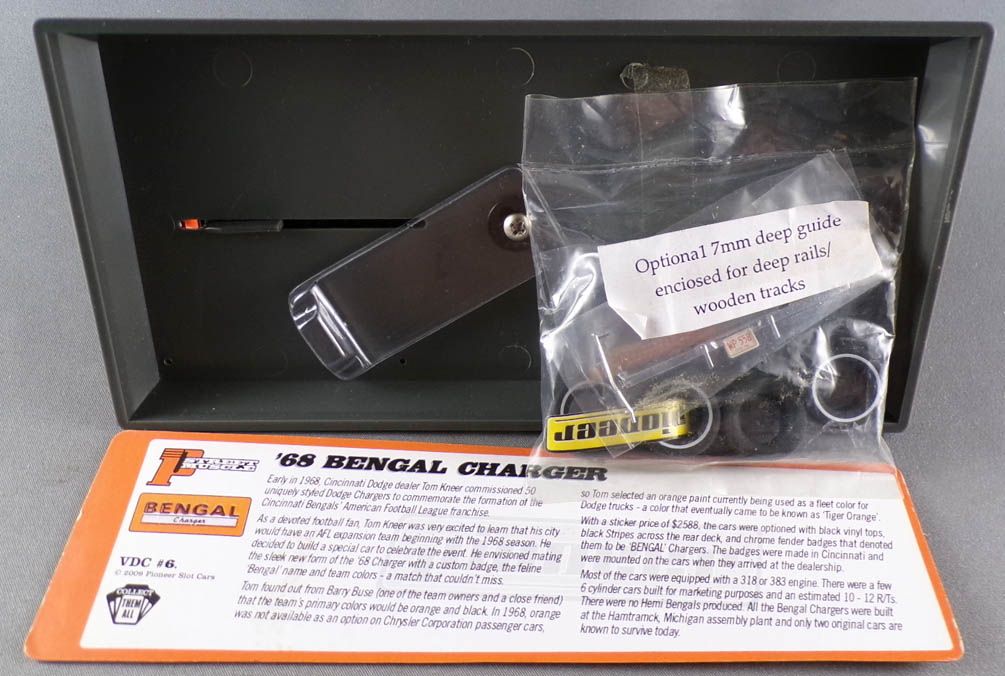 Optional 7mm deep guide
enciosed for deep rails/
wooden tracks
WP 558
Pioneer
P STREET MUSCLE
'68 BENGAL CHARGER
BENGAL
Charger
VDC #6.
© 2009 Pioneer Slot Cars
COLLECT
THEM
ALL
Early in 1968, Cincinnati Dodge dealer Tom Kneer commissioned 50
uniquely styled Dodge Chargers to commemorate the formation of the
Cincinnati Bengals' American Football League franchise.
As a devoted football fan, Tom Kneer was very excited to learn that his city
would have an AFL expansion team beginning with the 1968 season. He
decided to build a special car to celebrate the event. He envisioned mating
the sleek new form of the '68 Charger with a custom badge, the feline
'Bengal' name and team colors - a match that couldn't miss.
Tom found out from Barry Buse (one of the team owners and a close friend)
that the team's primary colors would be orange and black. In 1968, orange
was not available as an option on Chrysler Corporation passenger cars,
so Tom selected an orange paint currently being used as a fleet color for
Dodge trucks - a color that eventually came to be known as 'Tiger Orange'.
With a sticker price of $2588, the cars were optioned with black vinyl tops,
black Stripes across the rear deck, and chrome fender badges that denoted
them to be 'BENGAL' Chargers. The badges were made in Cincinnati and
were mounted on the cars when they arrived at the dealership.
Most of the cars were equipped with a 318 or 383 engine. There were a few
6 cylinder cars built for marketing purposes and an estimated 10 - 12 R/Ts.
There were no Hemi Bengals produced. All the Bengal Chargers were built
at the Hamtramck, Michigan assembly plant and only two original cars are
known to survive today.